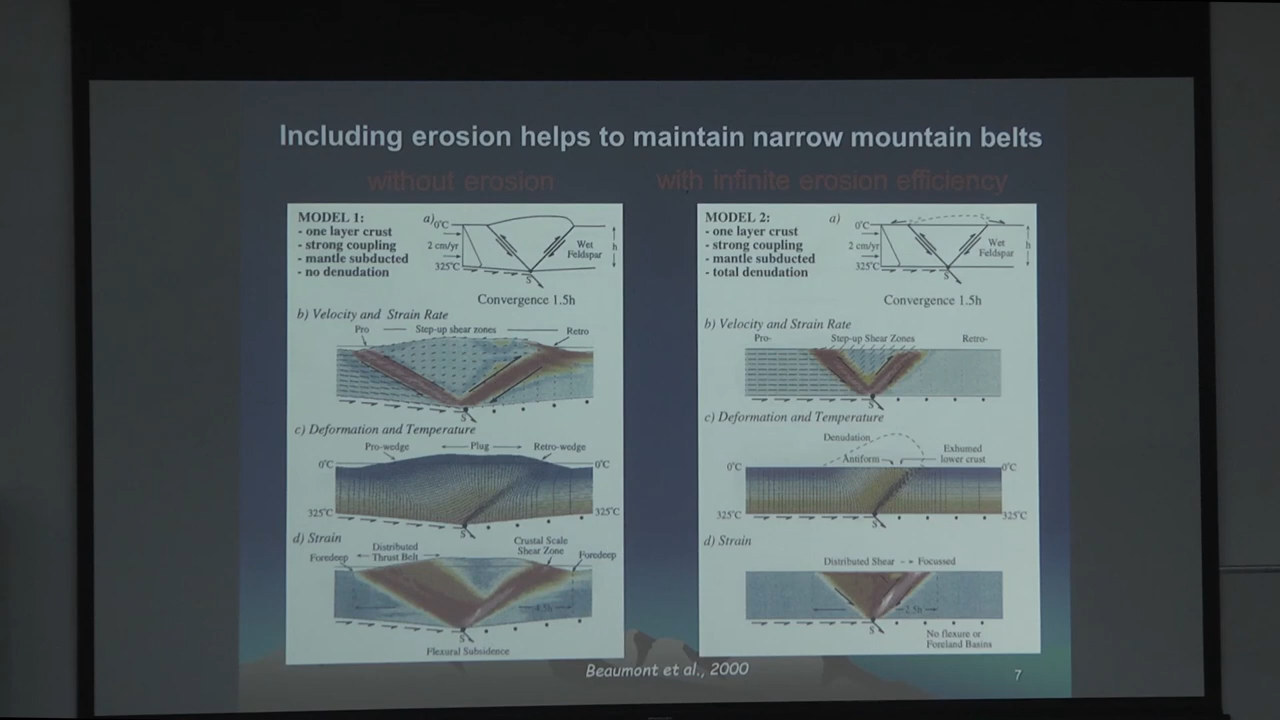 Including erosion helps to maintain narrow mountain belts
without erosion
with infinite erosion efficiency
MODEL 1:
- one layer crust
- strong coupling
- mantle subducted
- no denudation
a)
0°C
2 cm/yr
325°C
Wet
Feldspar
h
S
Convergence 1.5h
b) Velocity and Strain Rate
Pro
Step-up shear zones
Retro
S
c) Deformation and Temperature
Pro-wedge
Plug
Retro-wedge
0°C
0°C
325°C
325°C
S
d) Strain
Foredeep
Distributed
Thrust Belt
Crustal Scale
Shear Zone
Foredeep
4.5h
S
Flexural Subsidence
MODEL 2:
- one layer crust
- strong coupling
- mantle subducted
- total denudation
a)
0°C
2 cm/yr
325°C
Wet
Feldspar
h
S
Convergence 1.5h
b) Velocity and Strain Rate
Pro-
Step-up Shear Zones
Retro-
S
c) Deformation and Temperature
Denudation
Antiform
Exhumed
lower crust
0°C
0°C
325°C
325°C
S
d) Strain
Distributed Shear
Focussed
2.5h
S
No flexure or
Foreland Basins
Beaumont et al., 2000
7